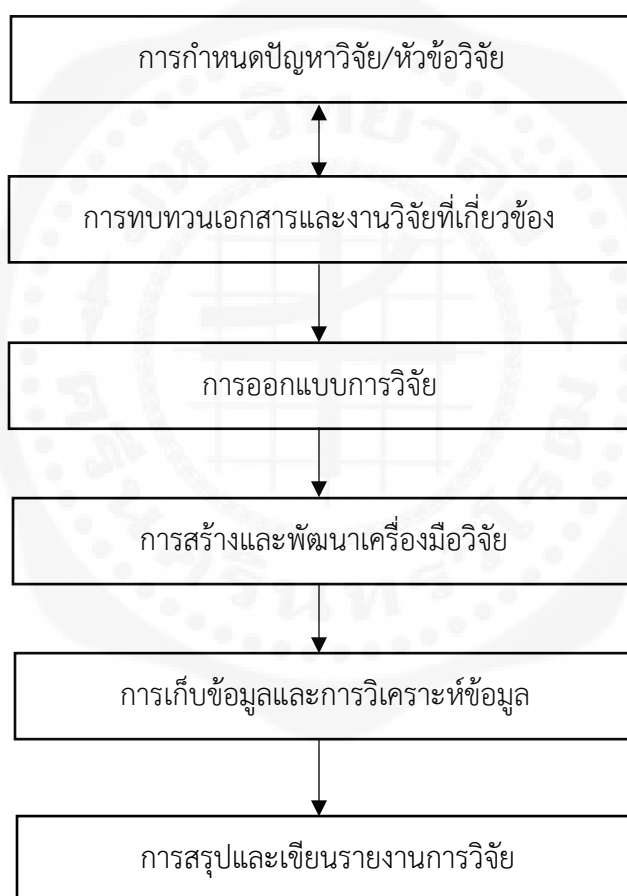 การกำหนดปัญหาวิจัย/หัวข้อวิจัย
การทบทวนเอกสารและงานวิจัยที่เกี่ยวข้อง
การออกแบบการวิจัย
การสร้างและพัฒนาเครื่องมือวิจัย
การเก็บข้อมูลและการวิเคราะห์ข้อมูล
การสรุปและเขียนรายงานการวิจัย